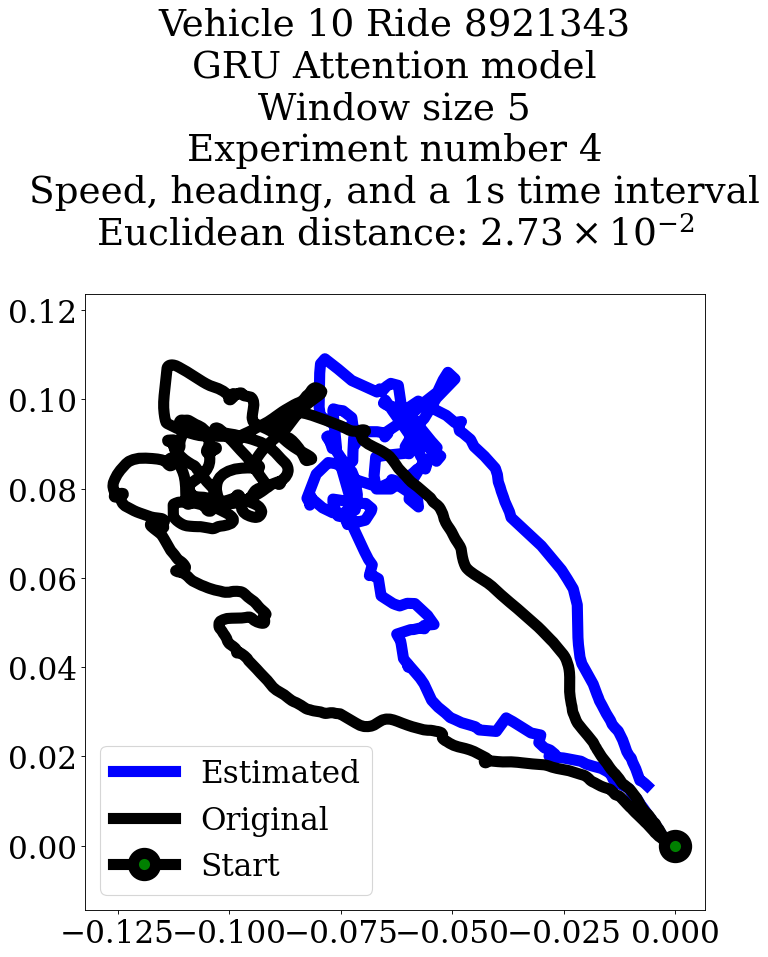 Vehicle 10 Ride 8921343
GRU Attention model
Window size 5
Experiment number 4
Speed, heading, and a 1s time interval
Euclidean distance: 2.73 × 10⁻²
0.12
0.10
0.08
0.06
0.04
0.02
0.00
Estimated
Original
Start
−0.125 −0.100 −0.075 −0.050 −0.025 0.000